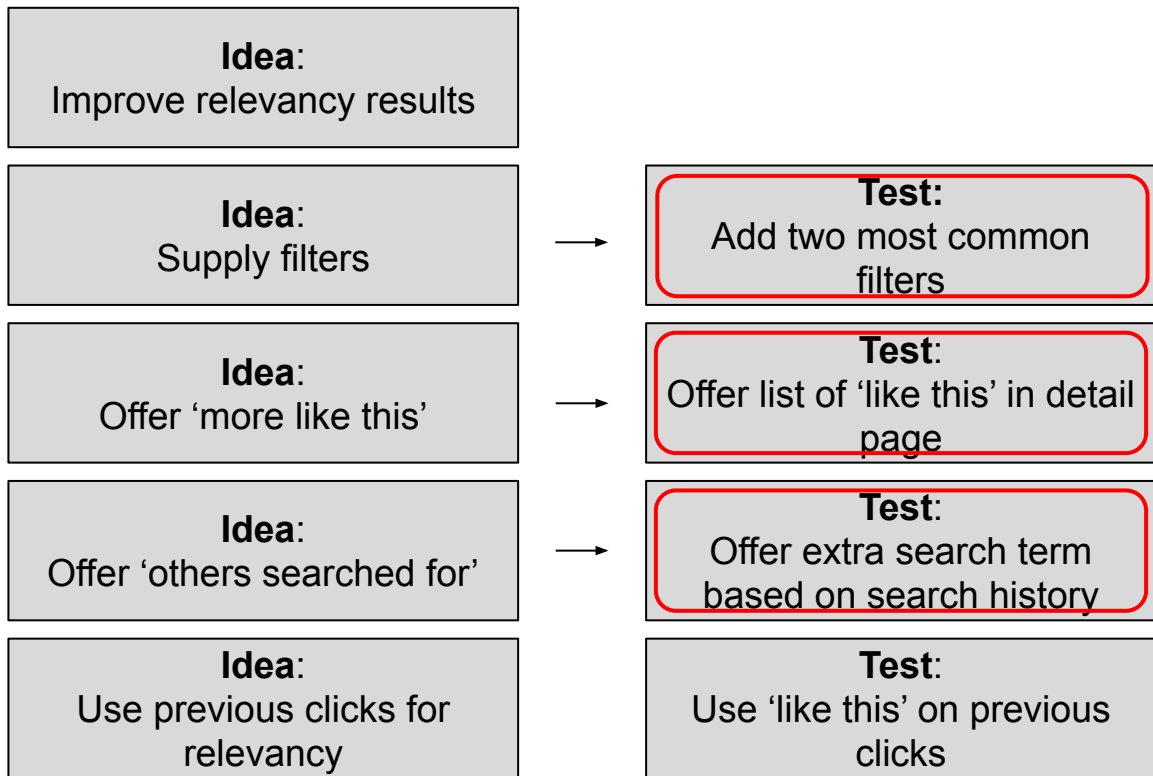 Idea:
Improve relevancy results
Idea:
Supply filters
Test:
Add two most common
filters
Idea:
Offer ‘more like this’
Test:
Offer list of ‘like this’ in detail
page
Idea:
Offer ‘others searched for’
Test:
Offer extra search term
based on search history
Idea:
Use previous clicks for
relevancy
Test:
Use ‘like this’ on previous
clicks